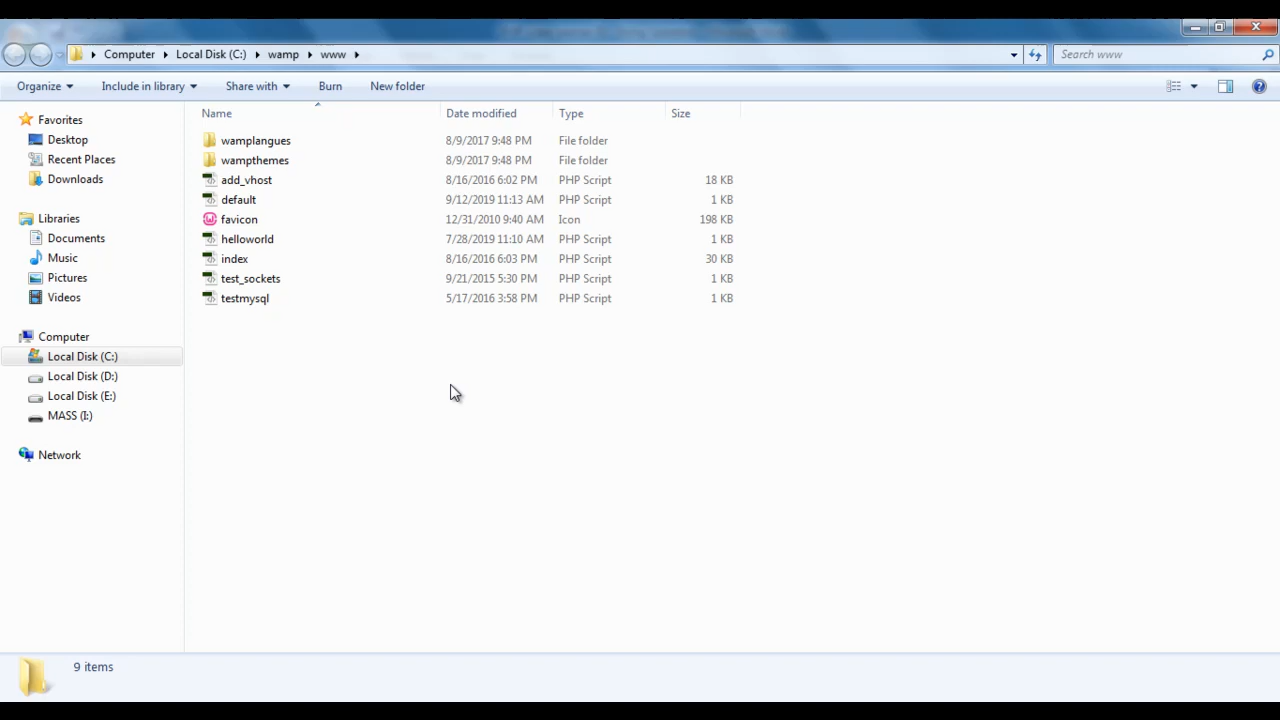 Computer Local Disk (C:) wamp www
Search www
Organize Include in library Share with Burn New folder
Name Date modified Type Size
Favorites
Desktop
Recent Places
Downloads
Libraries
Documents
Music
Pictures
Videos
Computer
Local Disk (C:)
Local Disk (D:)
Local Disk (E:)
MASS (I:)
Network
wamplangues 8/9/2017 9:48 PM File folder
wampthemes 8/9/2017 9:48 PM File folder
add_vhost 8/16/2016 6:02 PM PHP Script 18 KB
default 9/12/2019 11:13 AM PHP Script 1 KB
favicon 12/31/2010 9:40 AM Icon 198 KB
helloworld 7/28/2019 11:10 AM PHP Script 1 KB
index 8/16/2016 6:03 PM PHP Script 30 KB
test_sockets 9/21/2015 5:30 PM PHP Script 1 KB
testmysql 5/17/2016 3:58 PM PHP Script 1 KB
9 items